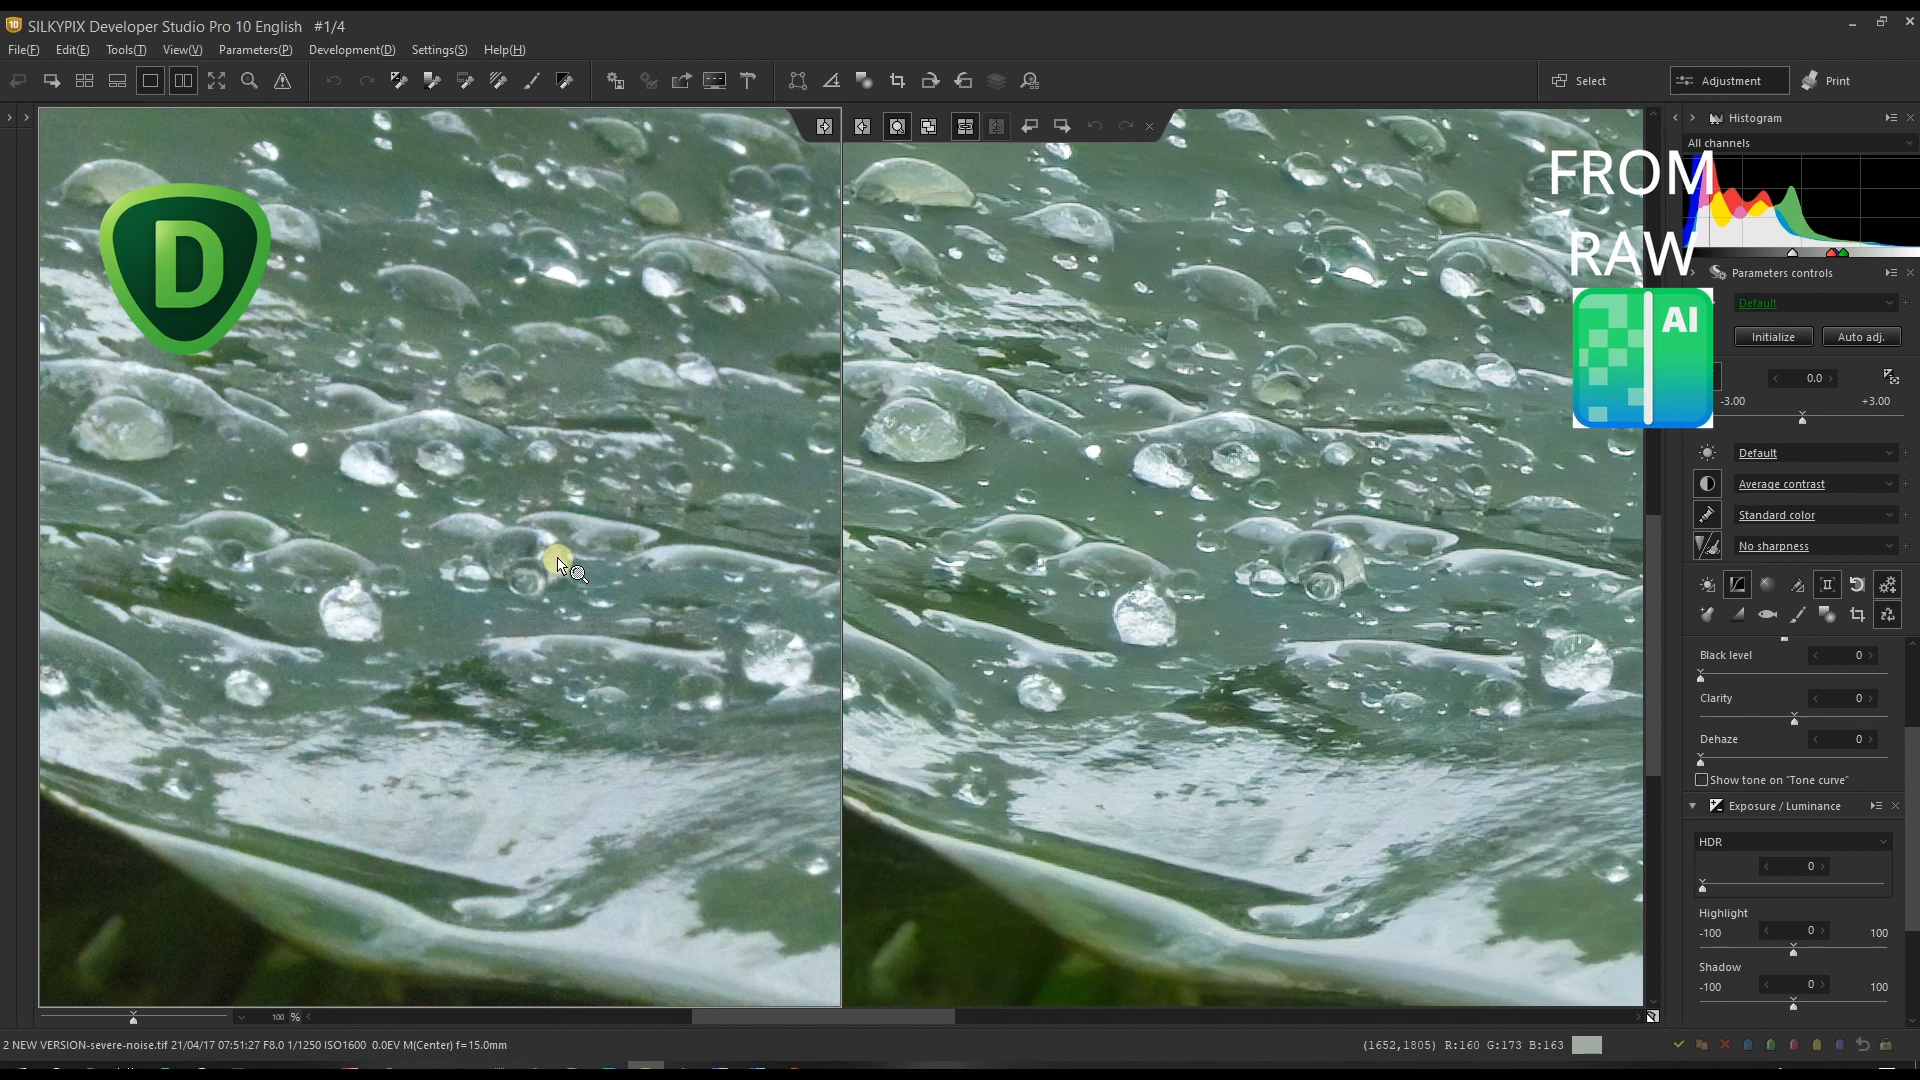 SILKYPIX Developer Studio Pro 10 English #1/4
File(F) Edit(E) Tools(T) View(V) Parameters(P) Development(D) Settings(S) Help(H)
Select Adjustment Print
Histogram
All channels
FROM
RAW
D
AI
Parameters controls
Default
Initialize Auto adj.
0.0
-3.00 +3.00
Default
Average contrast
Standard color
No sharpness
Black level 0
Clarity 0
Dehaze 0
Show tone on "Tone curve"
Exposure / Luminance
HDR
0
Highlight
-100 0 100
Shadow
-100 0 100
100 %
2 NEW VERSION-severe-noise.tif 21/04/17 07:51:27 F8.0 1/1250 ISO1600 0.0EV M(Center) f=15.0mm
(1652,1805) R:160 G:173 B:163